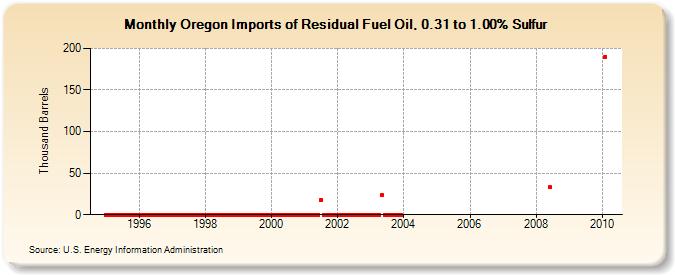 Monthly Oregon Imports of Residual Fuel Oil, 0.31 to 1.00% Sulfur
Thousand Barrels
200
150
100
50
0
1996 1998 2000 2002 2004 2006 2008 2010
Source: U.S. Energy Information Administration